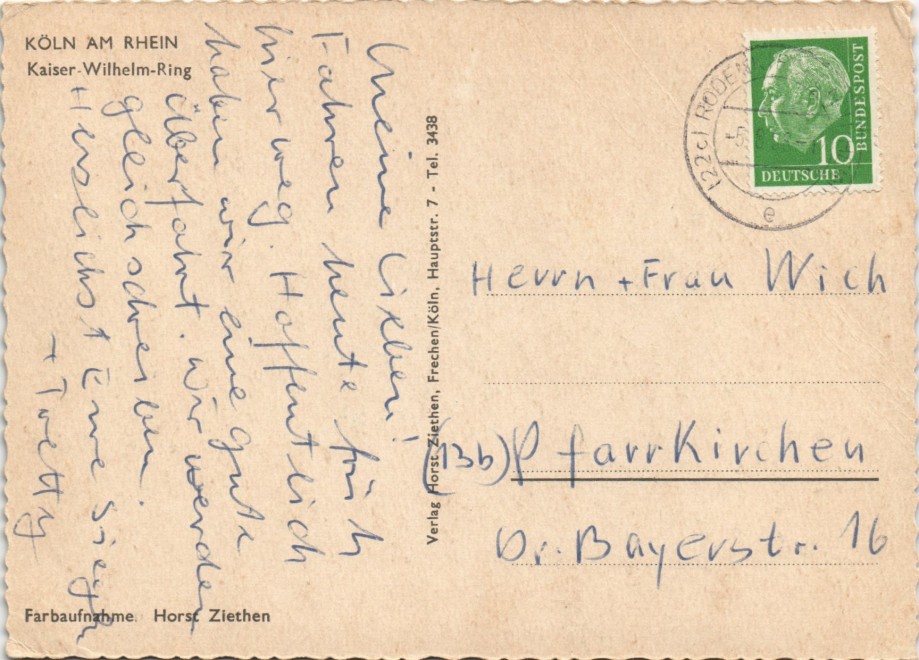 KÖLN AM RHEIN
Kaiser-Wilhelm-Ring
Meine Lieben!
Fahren heute früh
hier weg. Hoffentlich
haben wir eine gute
Überfahrt. Wir werden
gleich schreiben.
Herzlichst Eure
+
Verlag Horst Ziethen, Frechen/Köln, Hauptstr. 7 - Tel. 3438
(22c) RODEN
e
10
DEUTSCHE
BUNDESPOST
Herrn + Frau Wich
(13b) Pfarrkirchen
Dr. Bayerstr. 16
Farbaufnahme Horst Ziethen